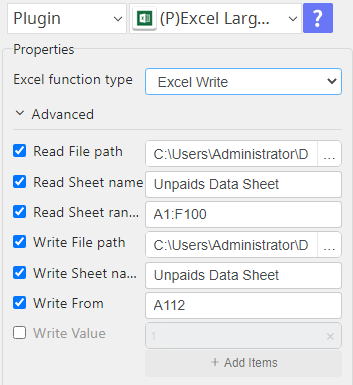 Plugin (P)Excel Larg... ?
Properties
Excel function type Excel Write
Advanced
Read File path C:\Users\Administrator\D ...
Read Sheet name Unpaids Data Sheet
Read Sheet ran... A1:F100
Write File path C:\Users\Administrator\D ...
Write Sheet na... Unpaids Data Sheet
Write From A112
Write Value 1 ×
+ Add Items